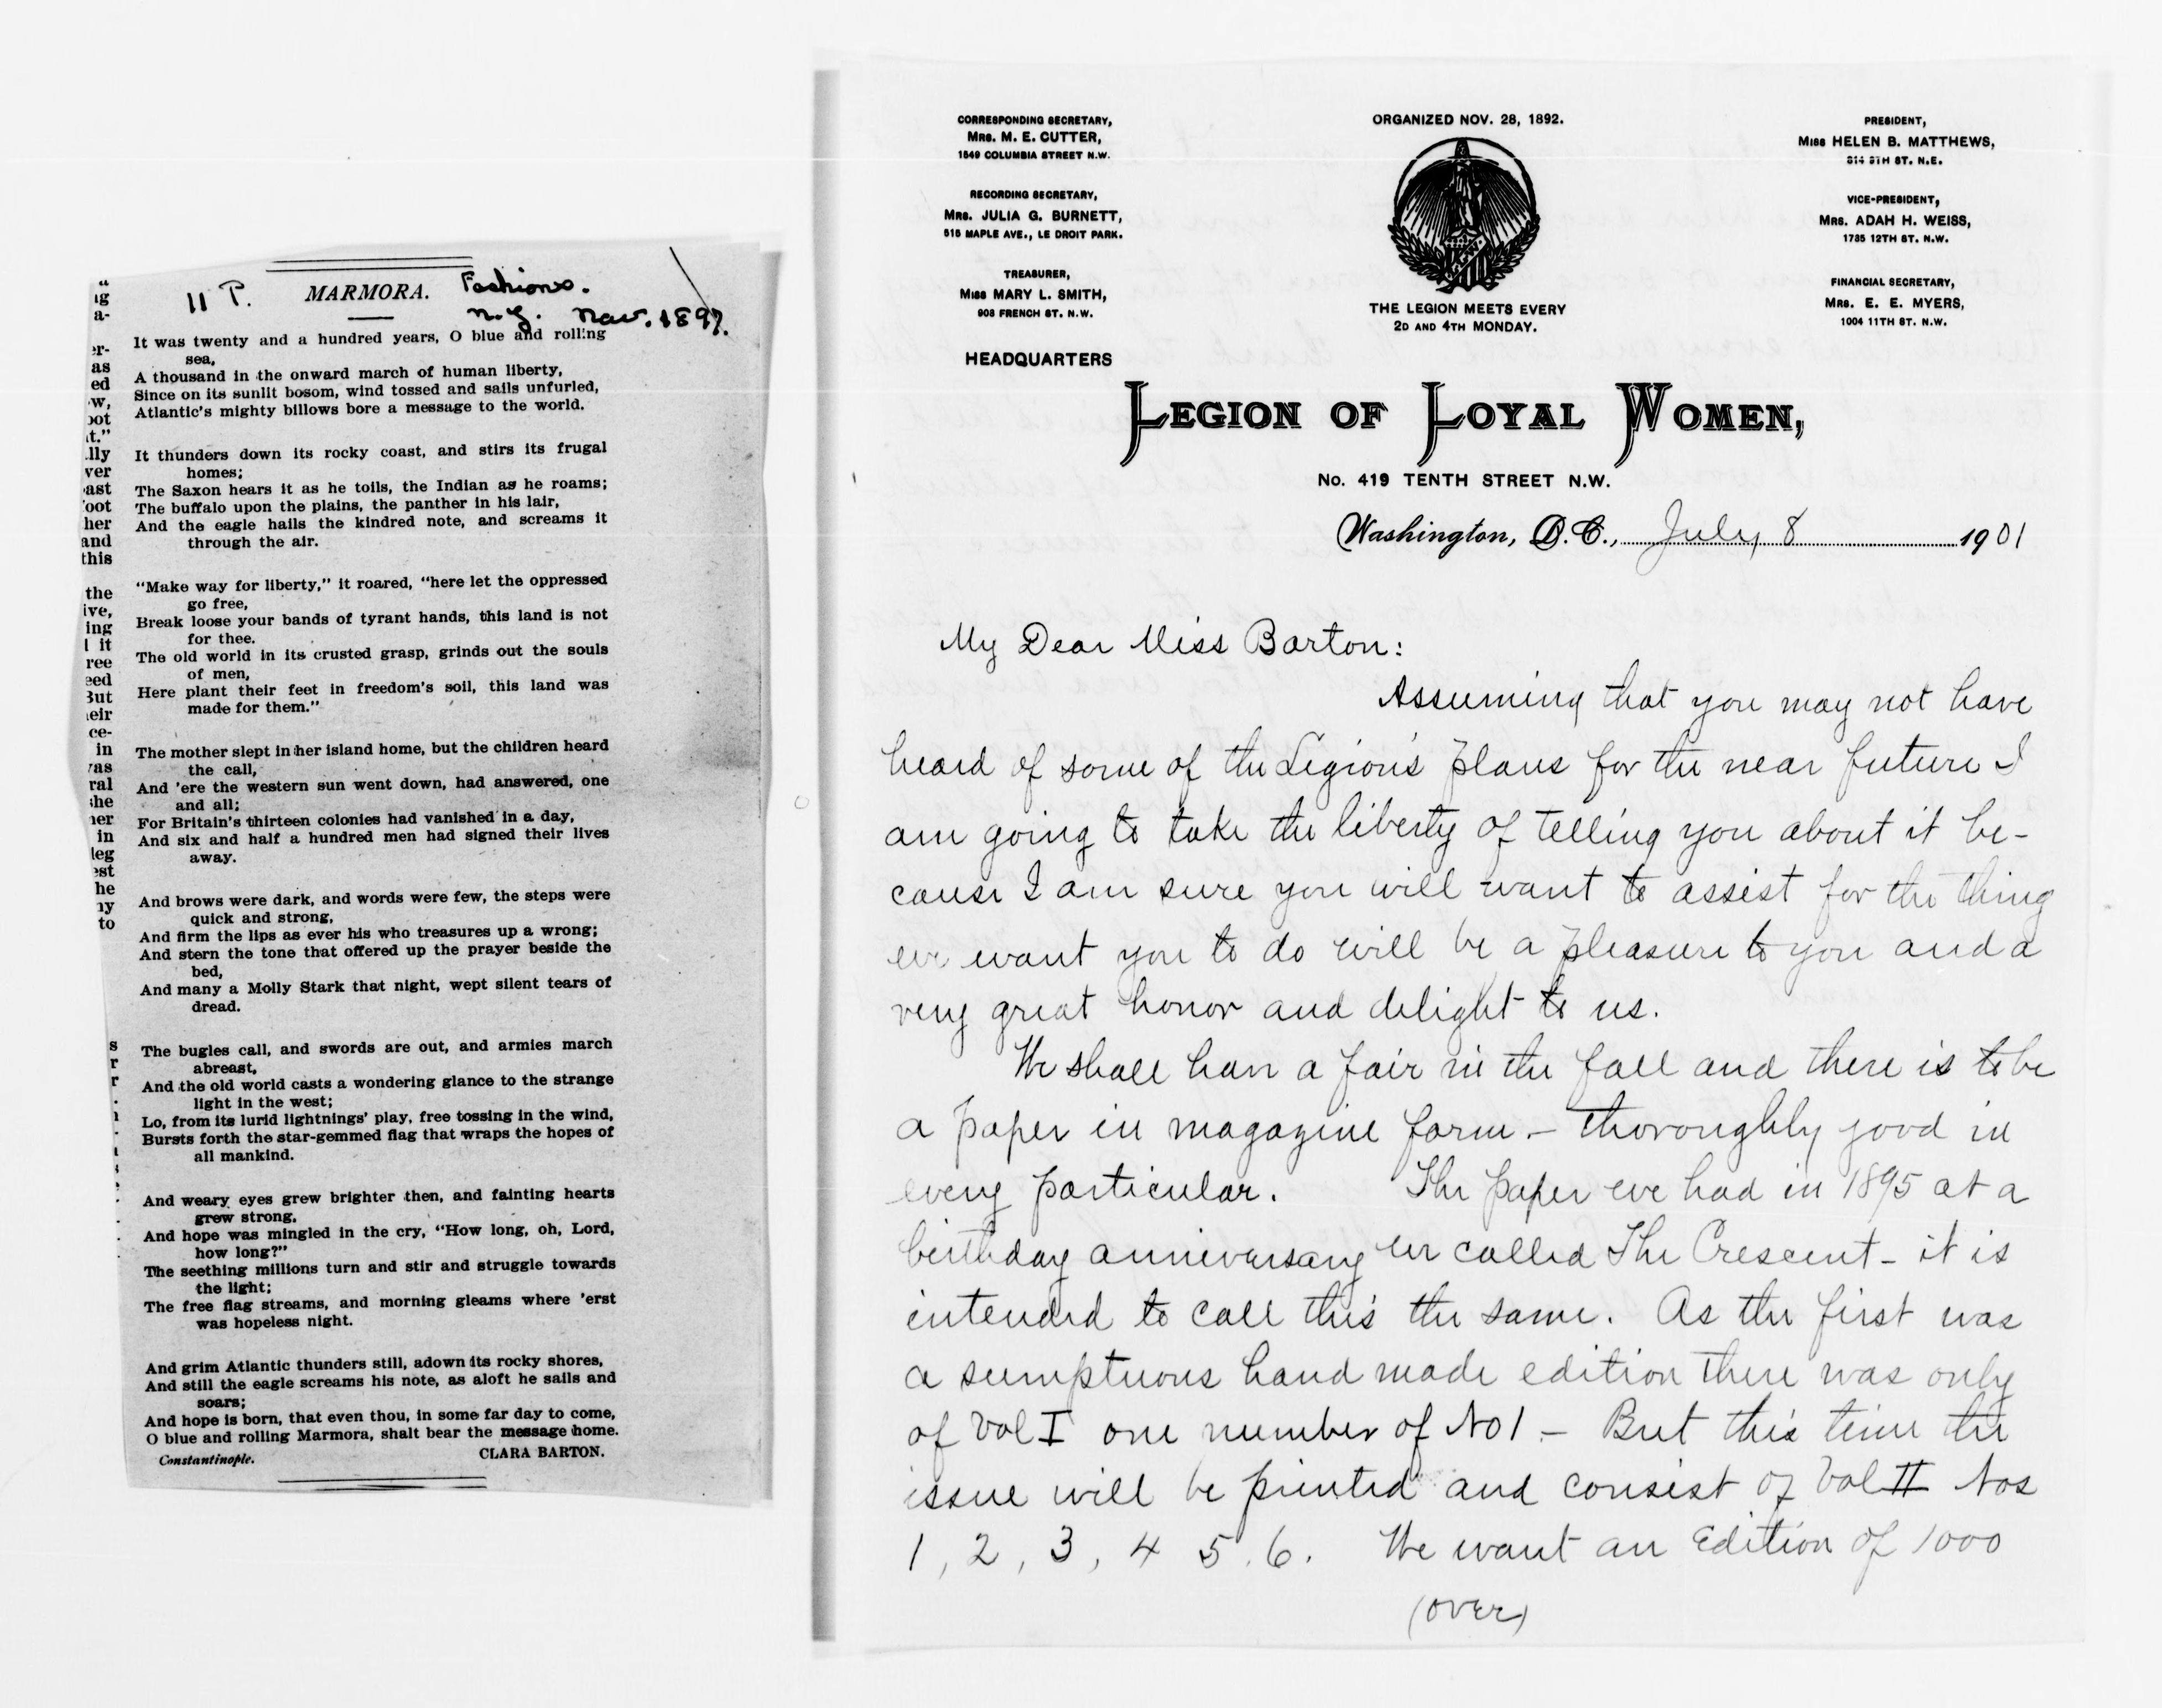 11 P. MARMORA. Fashions.
N.Y. Nov. 1897.
It was twenty and a hundred years, O blue and rolling
sea,
A thousand in the onward march of human liberty,
Since on its sunlit bosom, wind tossed and sails unfurled,
Atlantic's mighty billows bore a message to the world.
It thunders down its rocky coast, and stirs its frugal
homes;
The Saxon hears it as he toils, the Indian as he roams;
The buffalo upon the plains, the panther in his lair,
And the eagle hails the kindred note, and screams it
through the air.
"Make way for liberty," it roared, "here let the oppressed
go free,
Break loose your bands of tyrant hands, this land is not
for thee.
The old world in its crusted grasp, grinds out the souls
of men,
Here plant their feet in freedom's soil, this land was
made for them."
The mother slept in her island home, but the children heard
the call,
And 'ere the western sun went down, had answered, one
and all;
For Britain's thirteen colonies had vanished in a day,
And six and half a hundred men had signed their lives
away.
And brows were dark, and words were few, the steps were
quick and strong,
And firm the lips as ever his who treasures up a wrong;
And stern the tone that offered up the prayer beside the
bed,
And many a Molly Stark that night, wept silent tears of
dread.
The bugles call, and swords are out, and armies march
abreast,
And the old world casts a wondering glance to the strange
light in the west;
Lo, from its lurid lightnings' play, free tossing in the wind,
Bursts forth the star-gemmed flag that wraps the hopes of
all mankind.
And weary eyes grew brighter then, and fainting hearts
grew strong,
And hope was mingled in the cry, "How long, oh, Lord,
how long?"
The seething millions turn and stir and struggle towards
the light;
The free flag streams, and morning gleams where 'erst
was hopeless night.
And grim Atlantic thunders still, adown its rocky shores,
And still the eagle screams his note, as aloft he sails and
soars;
And hope is born, that even thou, in some far day to come,
O blue and rolling Marmora, shalt bear the message home.
Constantinople. CLARA BARTON.
CORRESPONDING SECRETARY,
MRS. M. E. CUTTER,
1549 COLUMBIA STREET N.W.
RECORDING SECRETARY,
MRS. JULIA G. BURNETT,
515 MAPLE AVE., LE DROIT PARK.
TREASURER,
MISS MARY L. SMITH,
903 FRENCH ST. N.W.
HEADQUARTERS
ORGANIZED NOV. 28, 1892.
THE LEGION MEETS EVERY
2D AND 4TH MONDAY.
PRESIDENT,
MISS HELEN B. MATTHEWS,
ST. N.E.
VICE-PRESIDENT,
MRS. ADAH H. WEISS,
1735 12TH ST. N.W.
FINANCIAL SECRETARY,
MRS. E. E. MYERS,
1004 11TH ST. N.W.
LEGION OF LOYAL WOMEN,
No. 419 TENTH STREET N.W.
Washington, D.C., July 8 1901
My Dear Miss Barton:
Assuming that you may not have
heard of some of the Legion's plans for the near future I
am going to take the liberty of telling you about it be-
cause I am sure you will want to assist for the thing
we want you to do will be a pleasure to you and a
very great honor and delight to us.
We shall have a fair in the fall and there is to be
a paper in magazine form - thoroughly good in
every particular. The paper we had in 1895 at a
birthday anniversary we called The Crescent - it is
intended to call this the same. As the first was
a sumptuous hand made edition there was only
of Vol I one number of No 1 - But this time the
issue will be printed and consist of Vol II Nos
1, 2, 3, 4 5, 6. We want an Edition of 1000
(over)